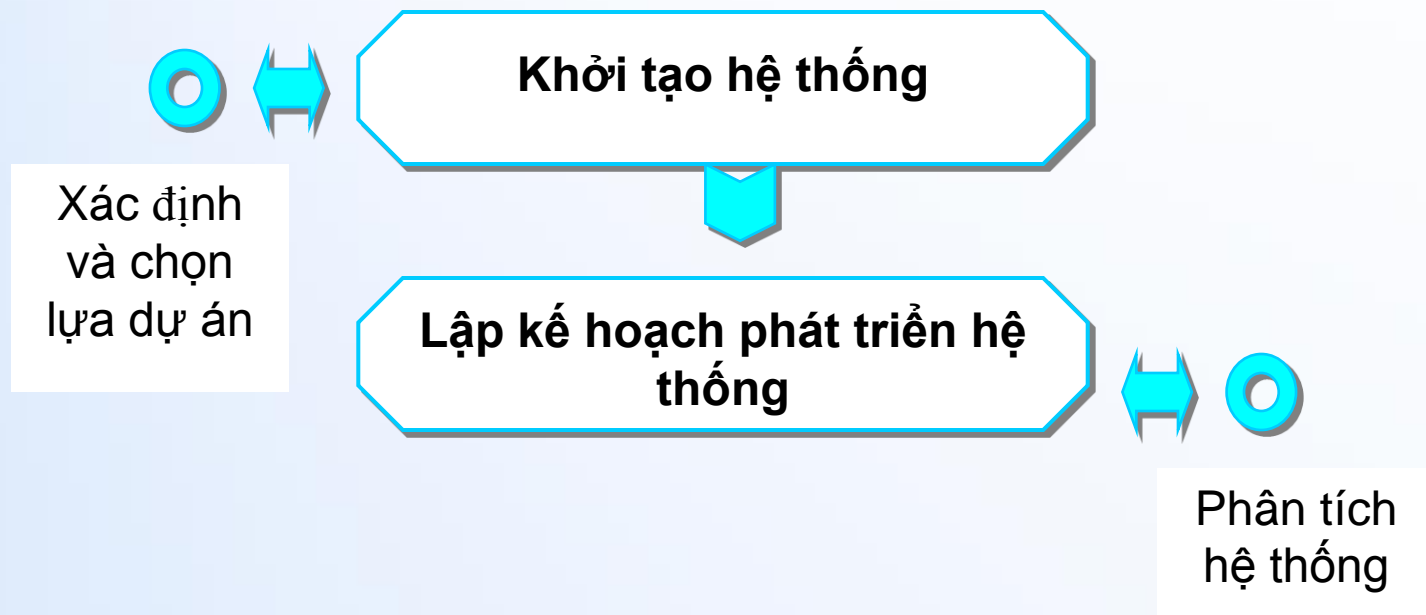 Khởi tạo hệ thống
Xác định
và chọn
lựa dự án
Lập kế hoạch phát triển hệ
thống
Phân tích
hệ thống